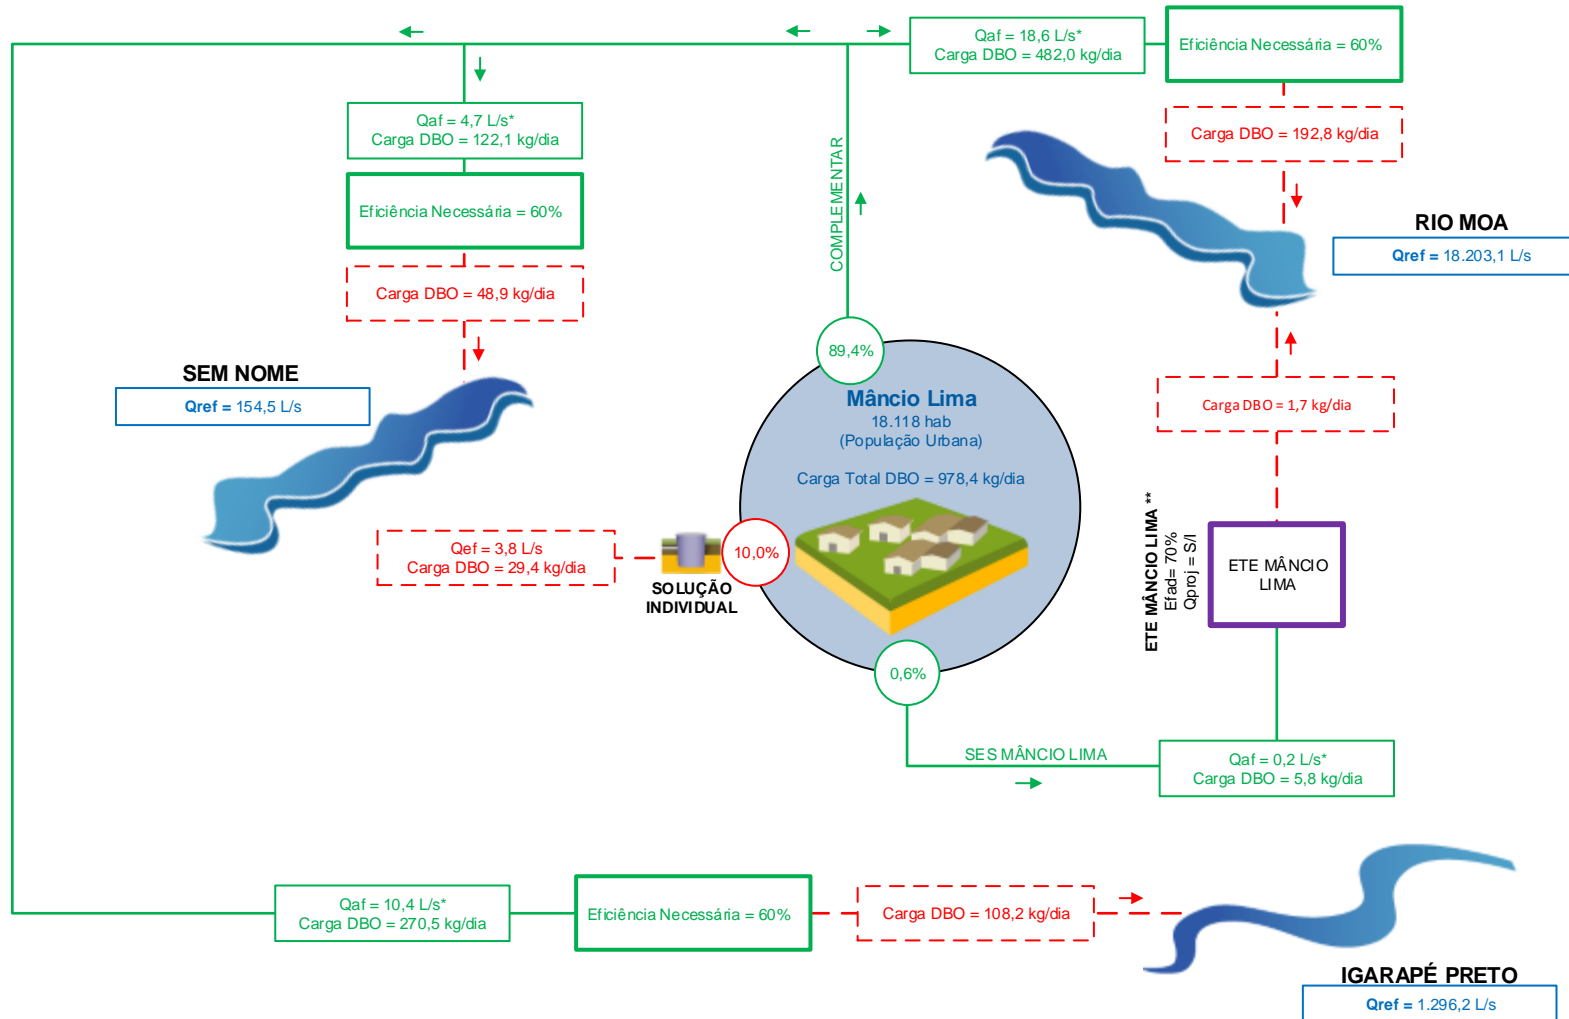 Qaf = 18,6 L/s*
Carga DBO = 482,0 kg/dia
Eficiência Necessária = 60%
Qaf = 4,7 L/s*
Carga DBO = 122,1 kg/dia
Carga DBO = 192,8 kg/dia
Eficiência Necessária = 60%
COMPLEMENTAR
RIO MOA
Qref = 18.203,1 L/s
Carga DBO = 48,9 kg/dia
SEM NOME
Qref = 154,5 L/s
89,4%
Mâncio Lima
18.118 hab
(População Urbana)
Carga Total DBO = 978,4 kg/dia
Carga DBO = 1,7 kg/dia
Qef = 3,8 L/s
Carga DBO = 29,4 kg/dia
SOLUÇÃO
INDIVIDUAL
10,0%
ETE MÂNCIO LIMA **
Efad= 70%
Qproj = S/I
ETE MÂNCIO
LIMA
0,6%
SES MÂNCIO LIMA
Qaf = 0,2 L/s*
Carga DBO = 5,8 kg/dia
Qaf = 10,4 L/s*
Carga DBO = 270,5 kg/dia
Eficiência Necessária = 60%
Carga DBO = 108,2 kg/dia
IGARAPÉ PRETO
Qref = 1.296,2 L/s